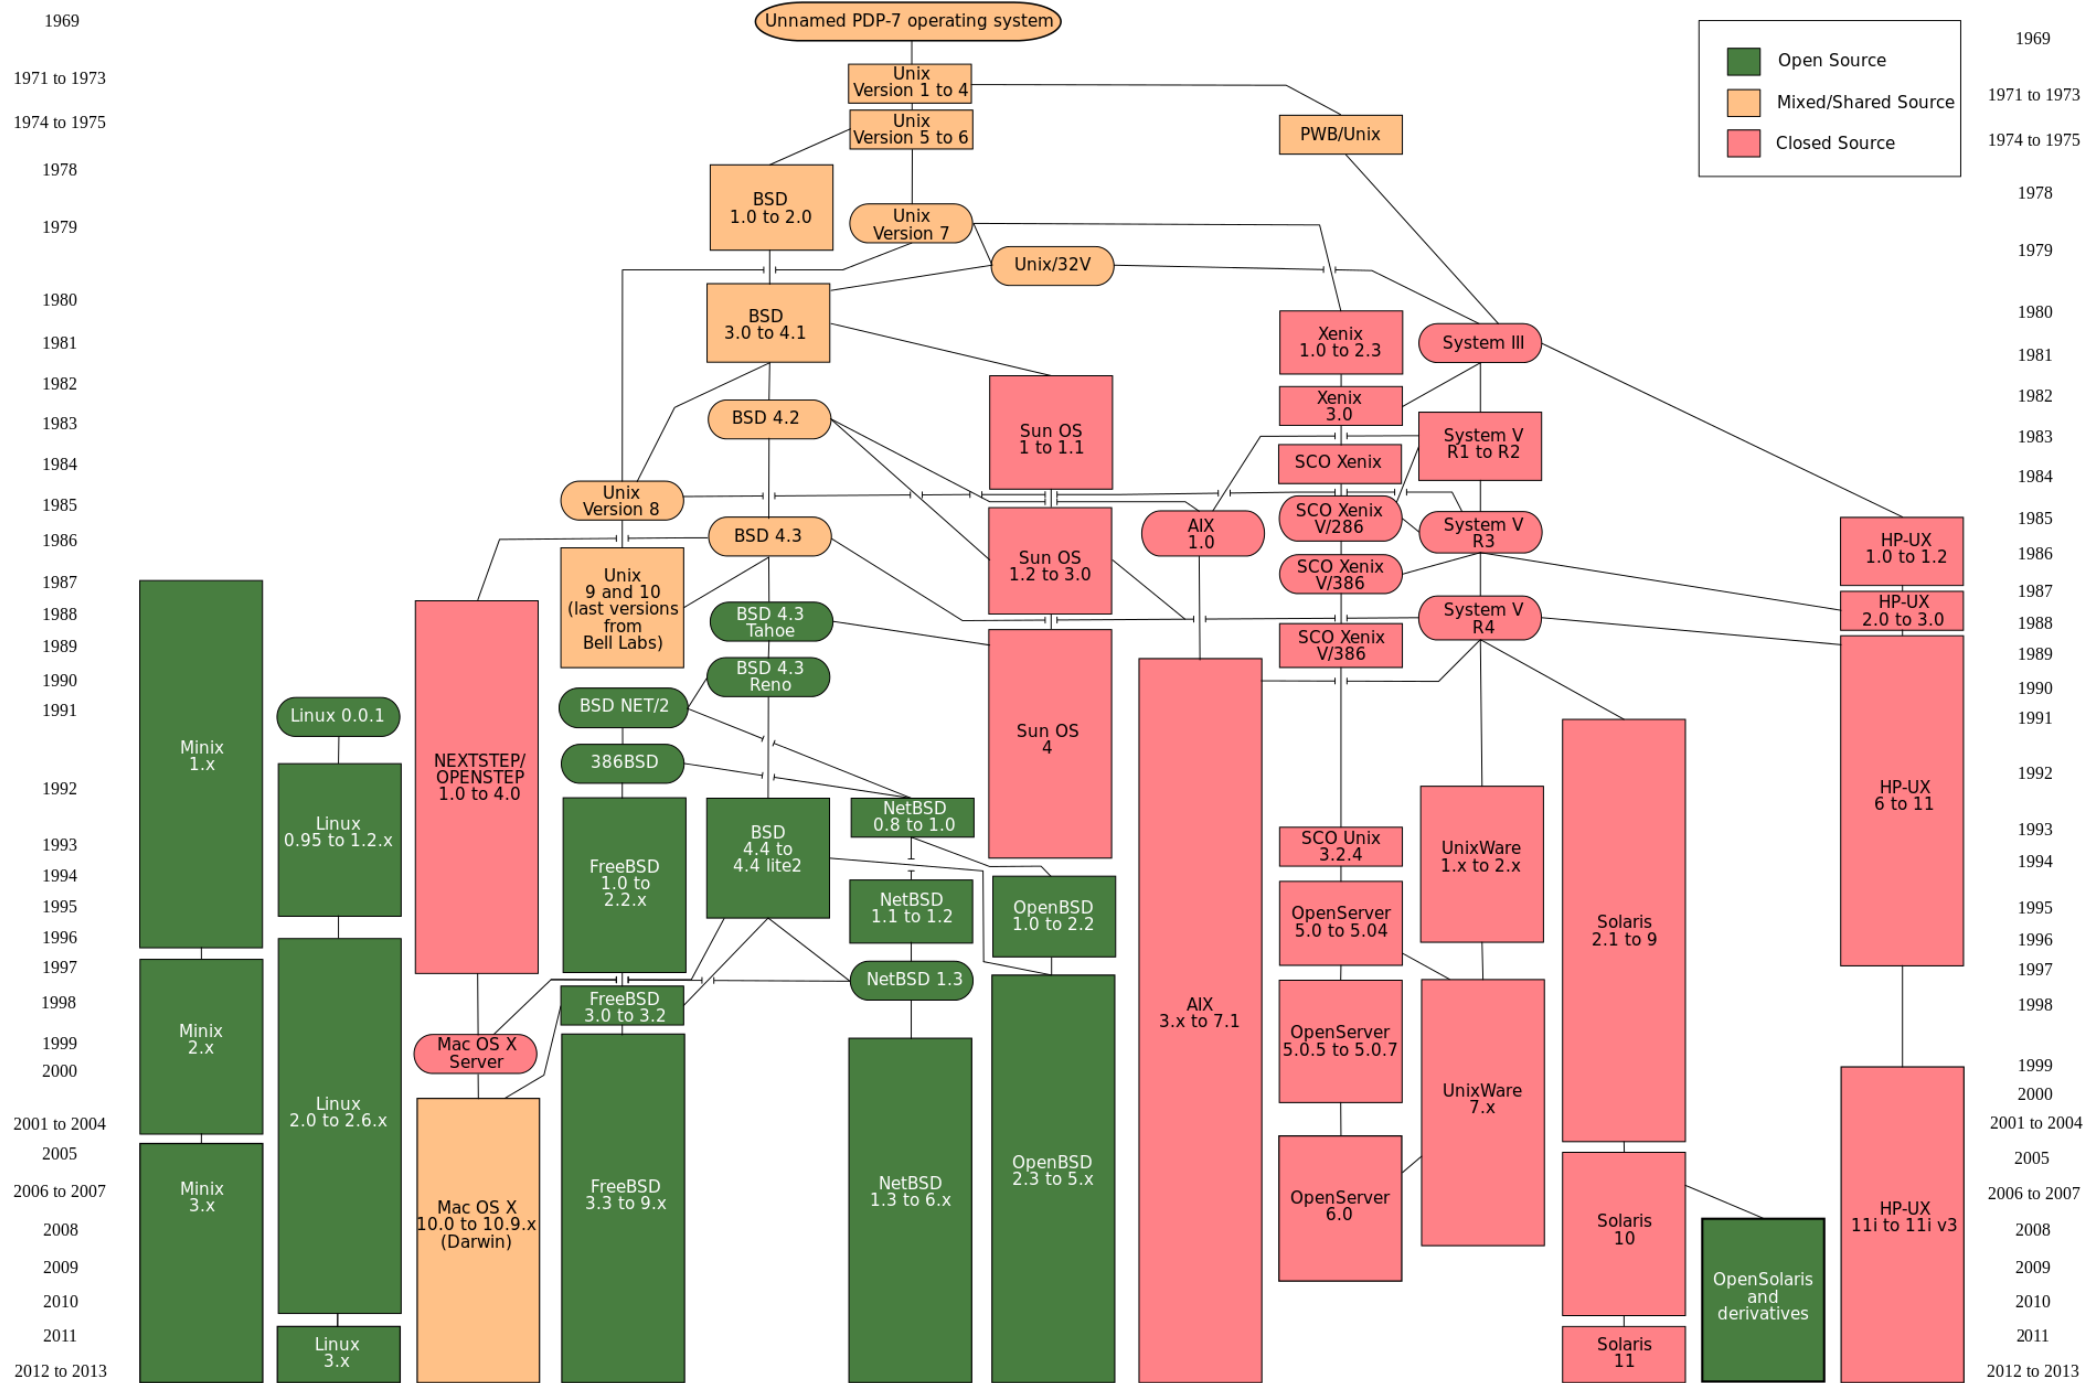 Unnamed PDP-7 operating system
Unix
Version 1 to 4
Unix
Version 5 to 6
PWB/Unix
Open Source
Mixed/Shared Source
Closed Source
BSD
1.0 to 2.0
Unix
Version 7
Unix/32V
BSD
3.0 to 4.1
Xenix
1.0 to 2.3
System III
Xenix
3.0
BSD 4.2
Sun OS
1 to 1.1
System V
R1 to R2
SCO Xenix
Unix
Version 8
SCO Xenix
V/286
AIX
1.0
System V
R3
BSD 4.3
HP-UX
1.0 to 1.2
Sun OS
1.2 to 3.0
SCO Xenix
V/386
Unix
9 and 10
(last versions
from
Bell Labs)
HP-UX
2.0 to 3.0
BSD 4.3
Tahoe
System V
R4
SCO Xenix
V/386
BSD 4.3
Reno
BSD NET/2
Linux 0.0.1
Sun OS
4
Minix
1.x
386BSD
NEXTSTEP/
OPENSTEP
1.0 to 4.0
HP-UX
6 to 11
NetBSD
0.8 to 1.0
Linux
0.95 to 1.2.x
BSD
4.4 to
4.4 lite2
SCO Unix
3.2.4
UnixWare
1.x to 2.x
FreeBSD
1.0 to
2.2.x
NetBSD
1.1 to 1.2
OpenBSD
1.0 to 2.2
OpenServer
5.0 to 5.04
Solaris
2.1 to 9
NetBSD 1.3
FreeBSD
3.0 to 3.2
AIX
3.x to 7.1
Minix
2.x
OpenServer
5.0.5 to 5.0.7
Mac OS X
Server
UnixWare
7.x
Linux
2.0 to 2.6.x
OpenBSD
2.3 to 5.x
NetBSD
1.3 to 6.x
FreeBSD
3.3 to 9.x
Minix
3.x
OpenServer
6.0
Mac OS X
10.0 to 10.9.x
(Darwin)
HP-UX
11i to 11i v3
Solaris
10
OpenSolaris
and
derivatives
Linux
3.x
Solaris
11
1969
1971 to 1973
1974 to 1975
1978
1979
1980
1981
1982
1983
1984
1985
1986
1987
1988
1989
1990
1991
1992
1993
1994
1995
1996
1997
1998
1999
2000
2001 to 2004
2005
2006 to 2007
2008
2009
2010
2011
2012 to 2013
1969
1971 to 1973
1974 to 1975
1978
1979
1980
1981
1982
1983
1984
1985
1986
1987
1988
1989
1990
1991
1992
1993
1994
1995
1996
1997
1998
1999
2000
2001 to 2004
2005
2006 to 2007
2008
2009
2010
2011
2012 to 2013